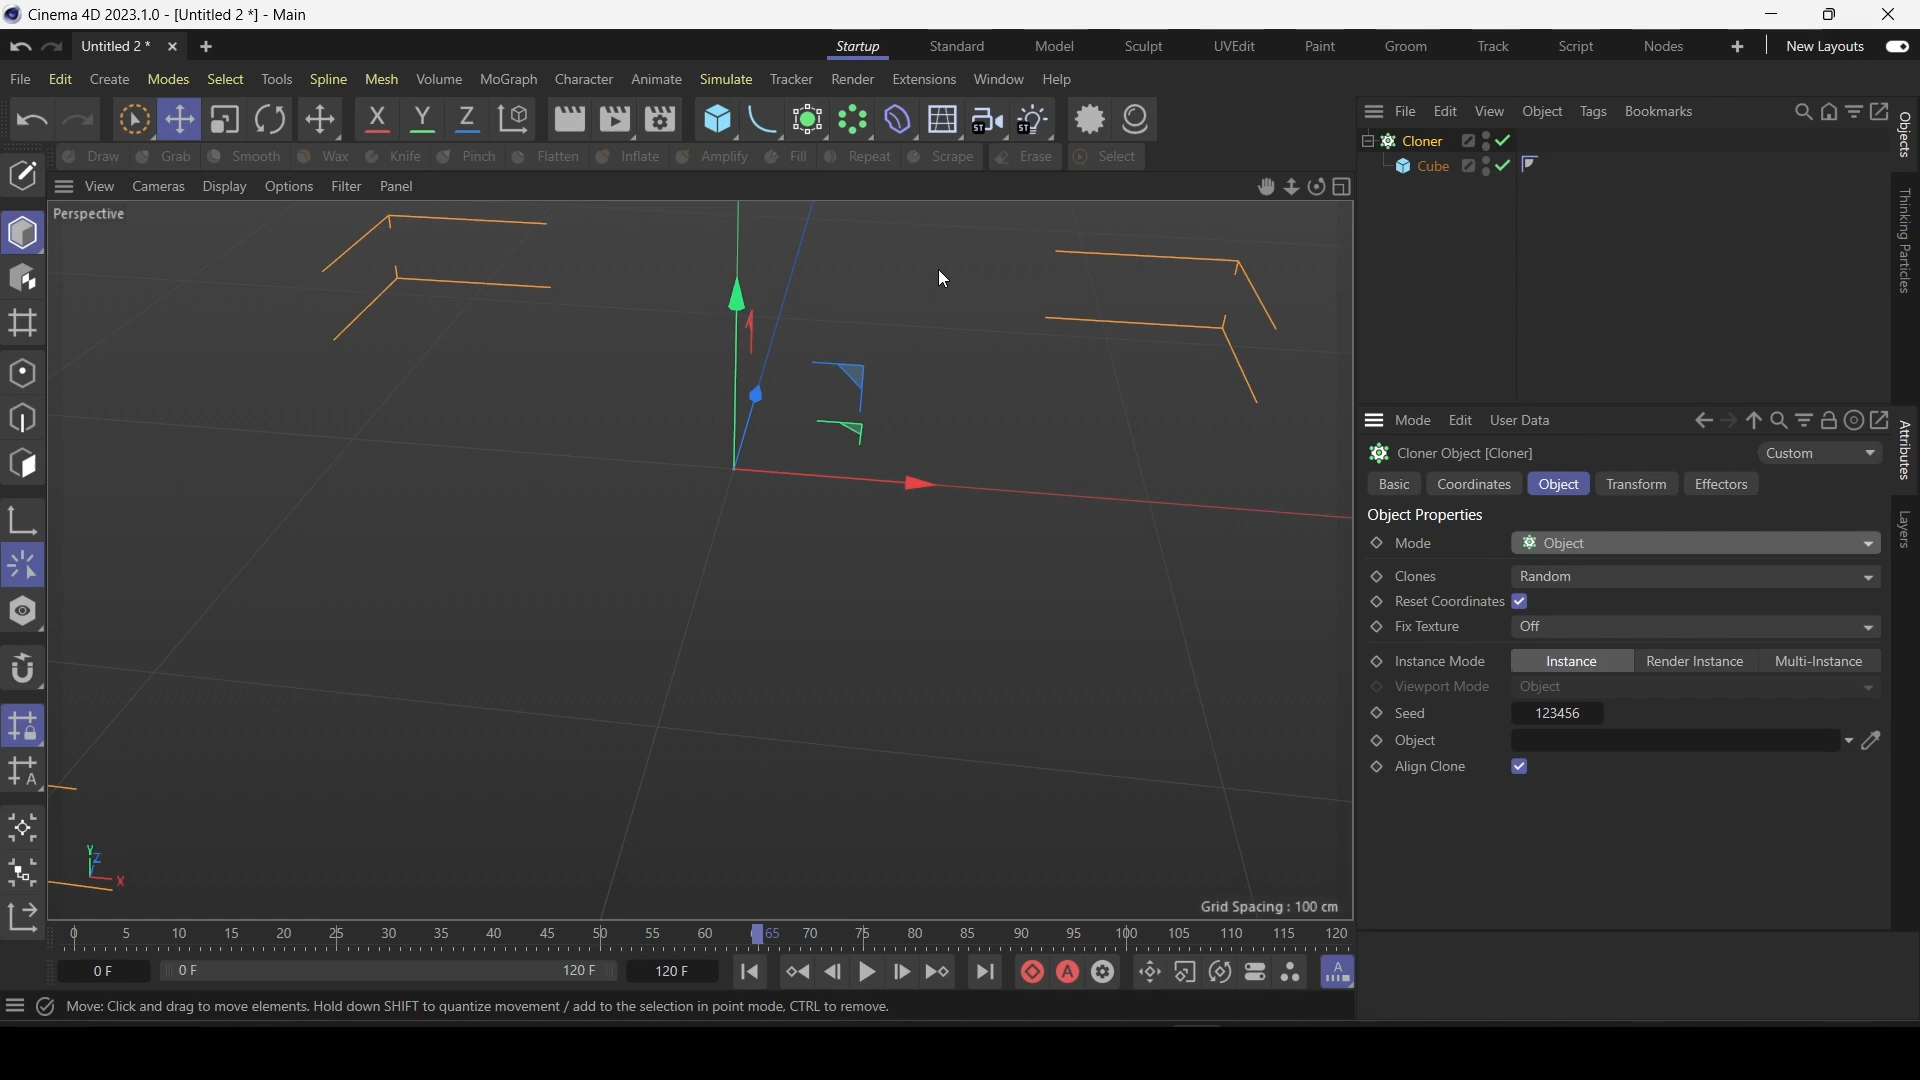 Cinema 4D 2023.1.0 - [Untitled 2 *] - Main
Untitled 2 * Startup Standard Model Sculpt UVEdit Paint Groom Track Script Nodes New Layouts
File Edit Create Modes Select Tools Spline Mesh Volume MoGraph Character Animate Simulate Tracker Render Extensions Window Help
X Y Z ST ST
Draw Grab Smooth Wax Knife Pinch Flatten Inflate Amplify Fill Repeat Scrape Erase Select
View Cameras Display Options Filter Panel
Perspective
Y
Z
X
Grid Spacing : 100 cm
0 5 10 15 20 25 30 35 40 45 50 55 60 65 70 75 80 85 90 95 100 105 110 115 120
0 F 0 F 120 F 120 F A A
Move: Click and drag to move elements. Hold down SHIFT to quantize movement / add to the selection in point mode, CTRL to remove.
A
File Edit View Object Tags Bookmarks
Cloner
Cube
Objects
Thinking Particles
Mode Edit User Data
Attributes
Layers
Cloner Object [Cloner] Custom
Basic Coordinates Object Transform Effectors
Object Properties
Mode Object
Clones Random
Reset Coordinates
Fix Texture Off
Instance Mode Instance Render Instance Multi-Instance
Viewport Mode Object
Seed 123456
Object
Align Clone